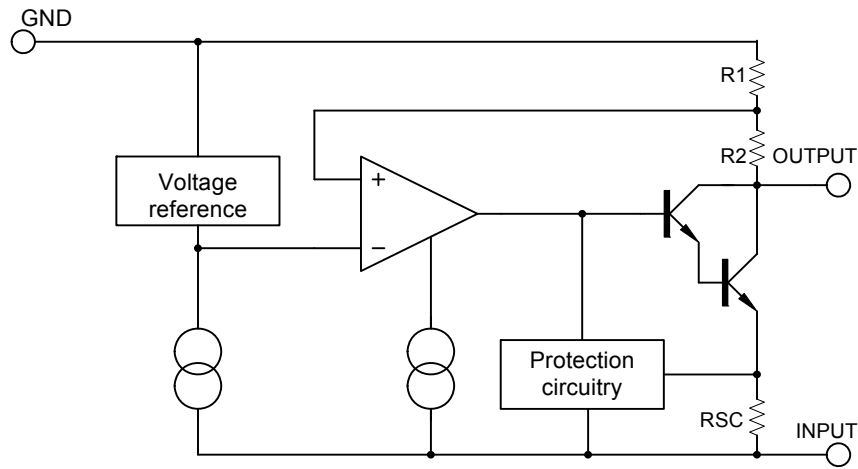 GND
R1
R2
OUTPUT
Voltage
reference
+
−
Protection
circuitry
RSC
INPUT